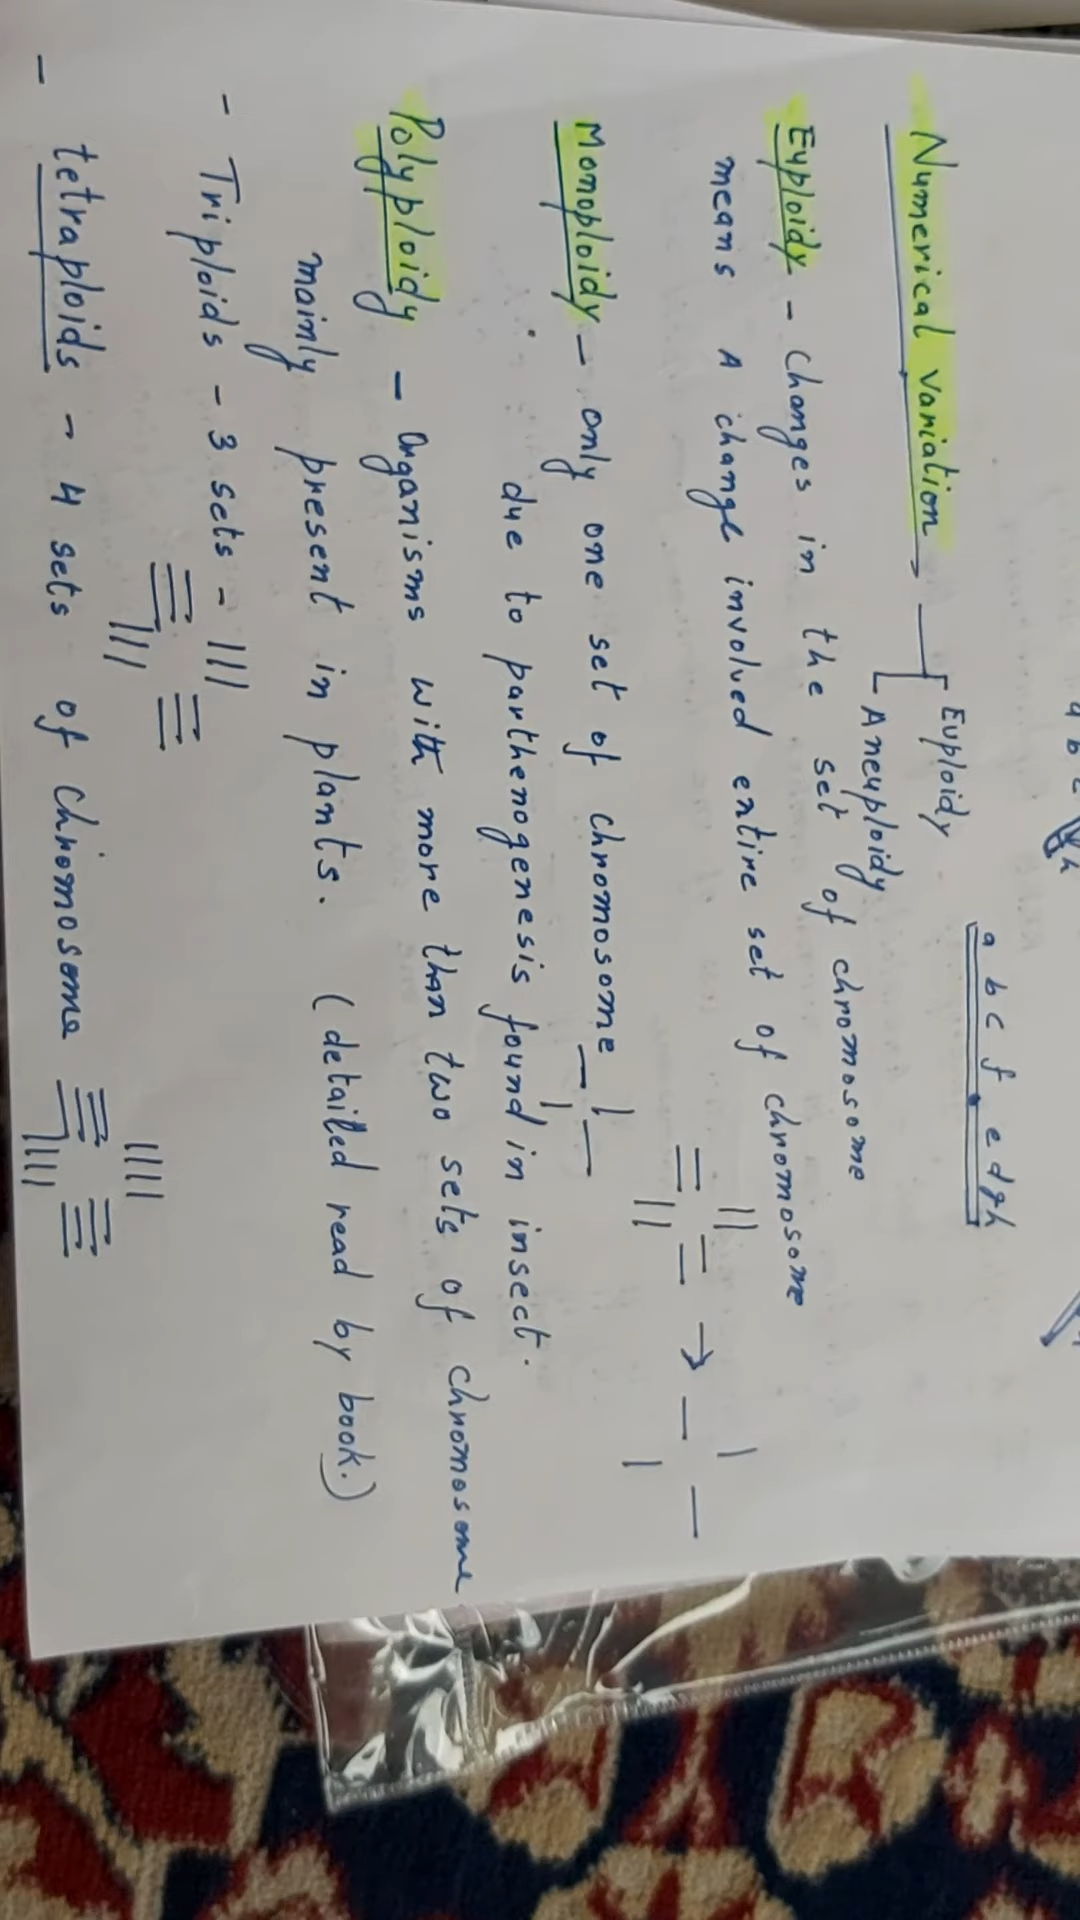 a b c
h
a b c f e d g h
Numerical variation → Euploidy
Aneuploidy
Euploidy - Changes in the set of chromosome
means A change involved entire set of chromosome
→
Monoploidy - only one set of chromosome
due to parthenogenesis found in insect.
Polyploidy - Organisms with more than two sets of chromosome
mainly present in plants. (detailed read by book.)
- Triploids - 3 sets -
- tetraploids - 4 sets of chromosome